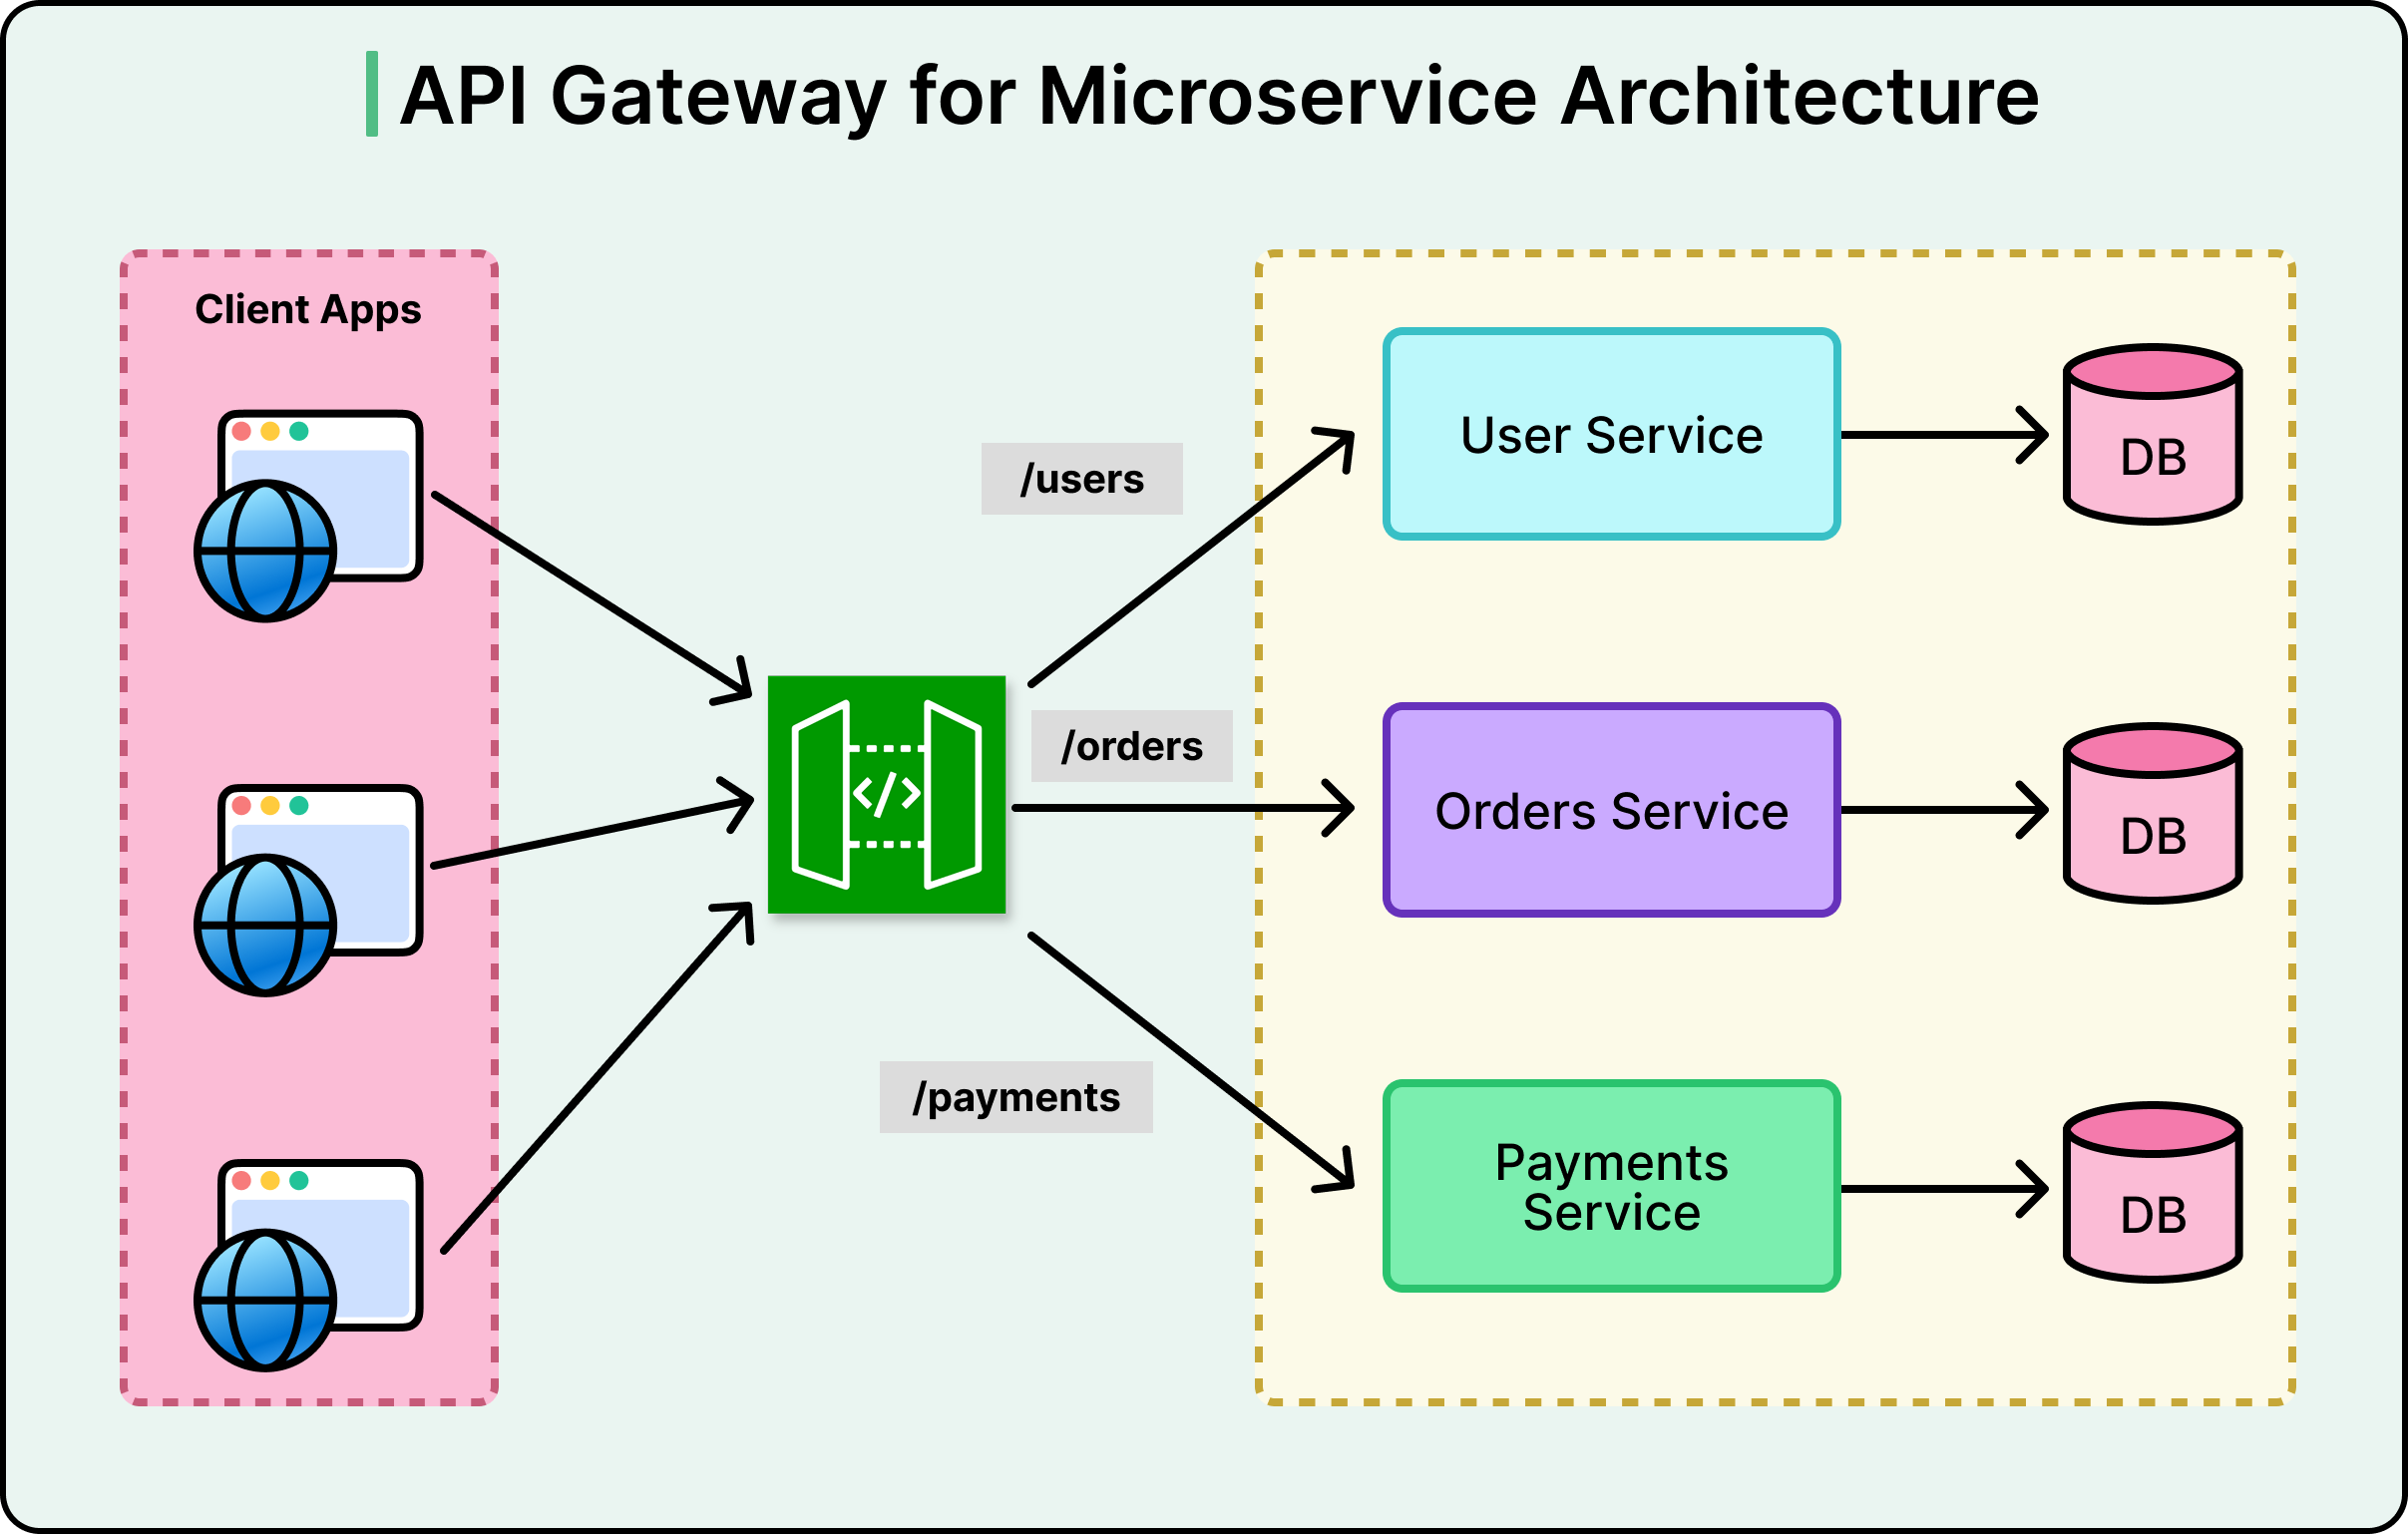 API Gateway for Microservice Architecture
Client Apps
/users
User Service
DB
/orders
</>
Orders Service
DB
/payments
Payments
Service
DB